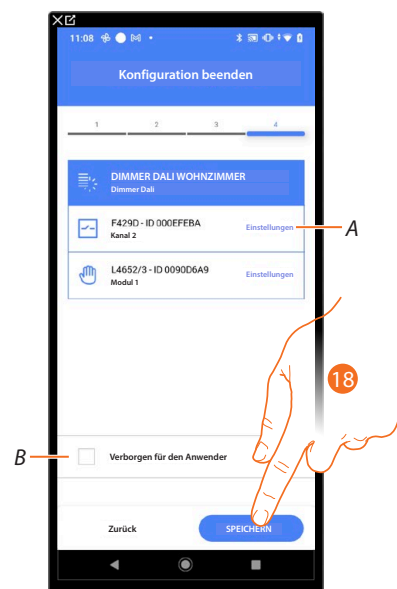 11:08
Konfiguration beenden
1 2 3 4
DIMMER DALI WOHNZIMMER
Dimmer Dali
F429D - ID 000EFEBA
Kanal 2
Einstellungen
A
L4652/3 - ID 0090D6A9
Modul 1
Einstellungen
18
B
Verborgen für den Anwender
Zurück
SPEICHERN